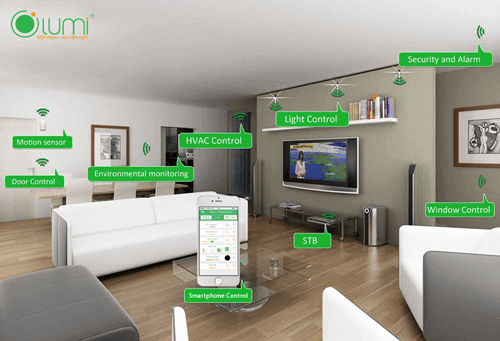 lumi
Security and Alarm
Light Control
Motion sensor
HVAC Control
Door Control
Environmental monitoring
Window Control
STB
Smartphone Control